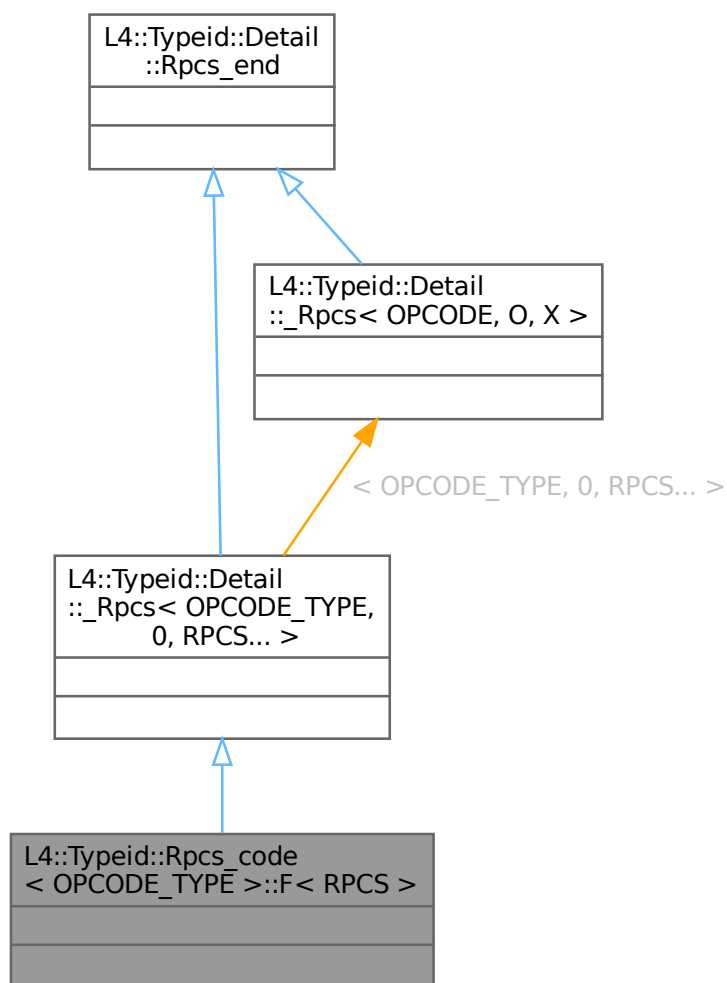 L4::Typeid::Detail
::Rpcs_end
L4::Typeid::Detail
::_Rpcs< OPCODE, O, X >
< OPCODE_TYPE, 0, RPCS... >
L4::Typeid::Detail
::_Rpcs< OPCODE_TYPE,
0, RPCS... >
L4::Typeid::Rpcs_code
< OPCODE_TYPE >::F< RPCS >